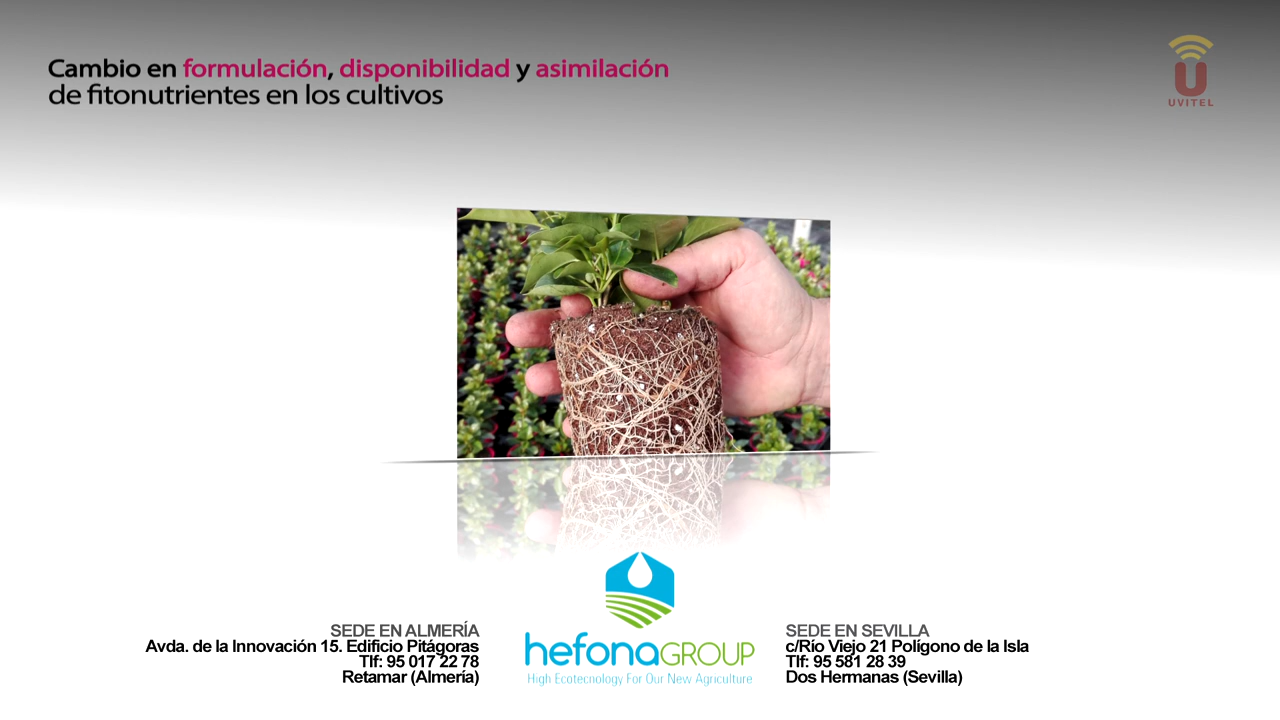 Cambio en formulación, disponibilidad y asimilación
de fitonutrientes en los cultivos
UVITEL
SEDE EN ALMERÍA
Avda. de la Innovación 15. Edificio Pitágoras
Tlf: 95 017 22 78
Retamar (Almería)
hefonaGROUP
High Ecotecnology For Our New Agriculture
SEDE EN SEVILLA
c/Río Viejo 21 Polígono de la Isla
Tlf: 95 581 28 39
Dos Hermanas (Sevilla)